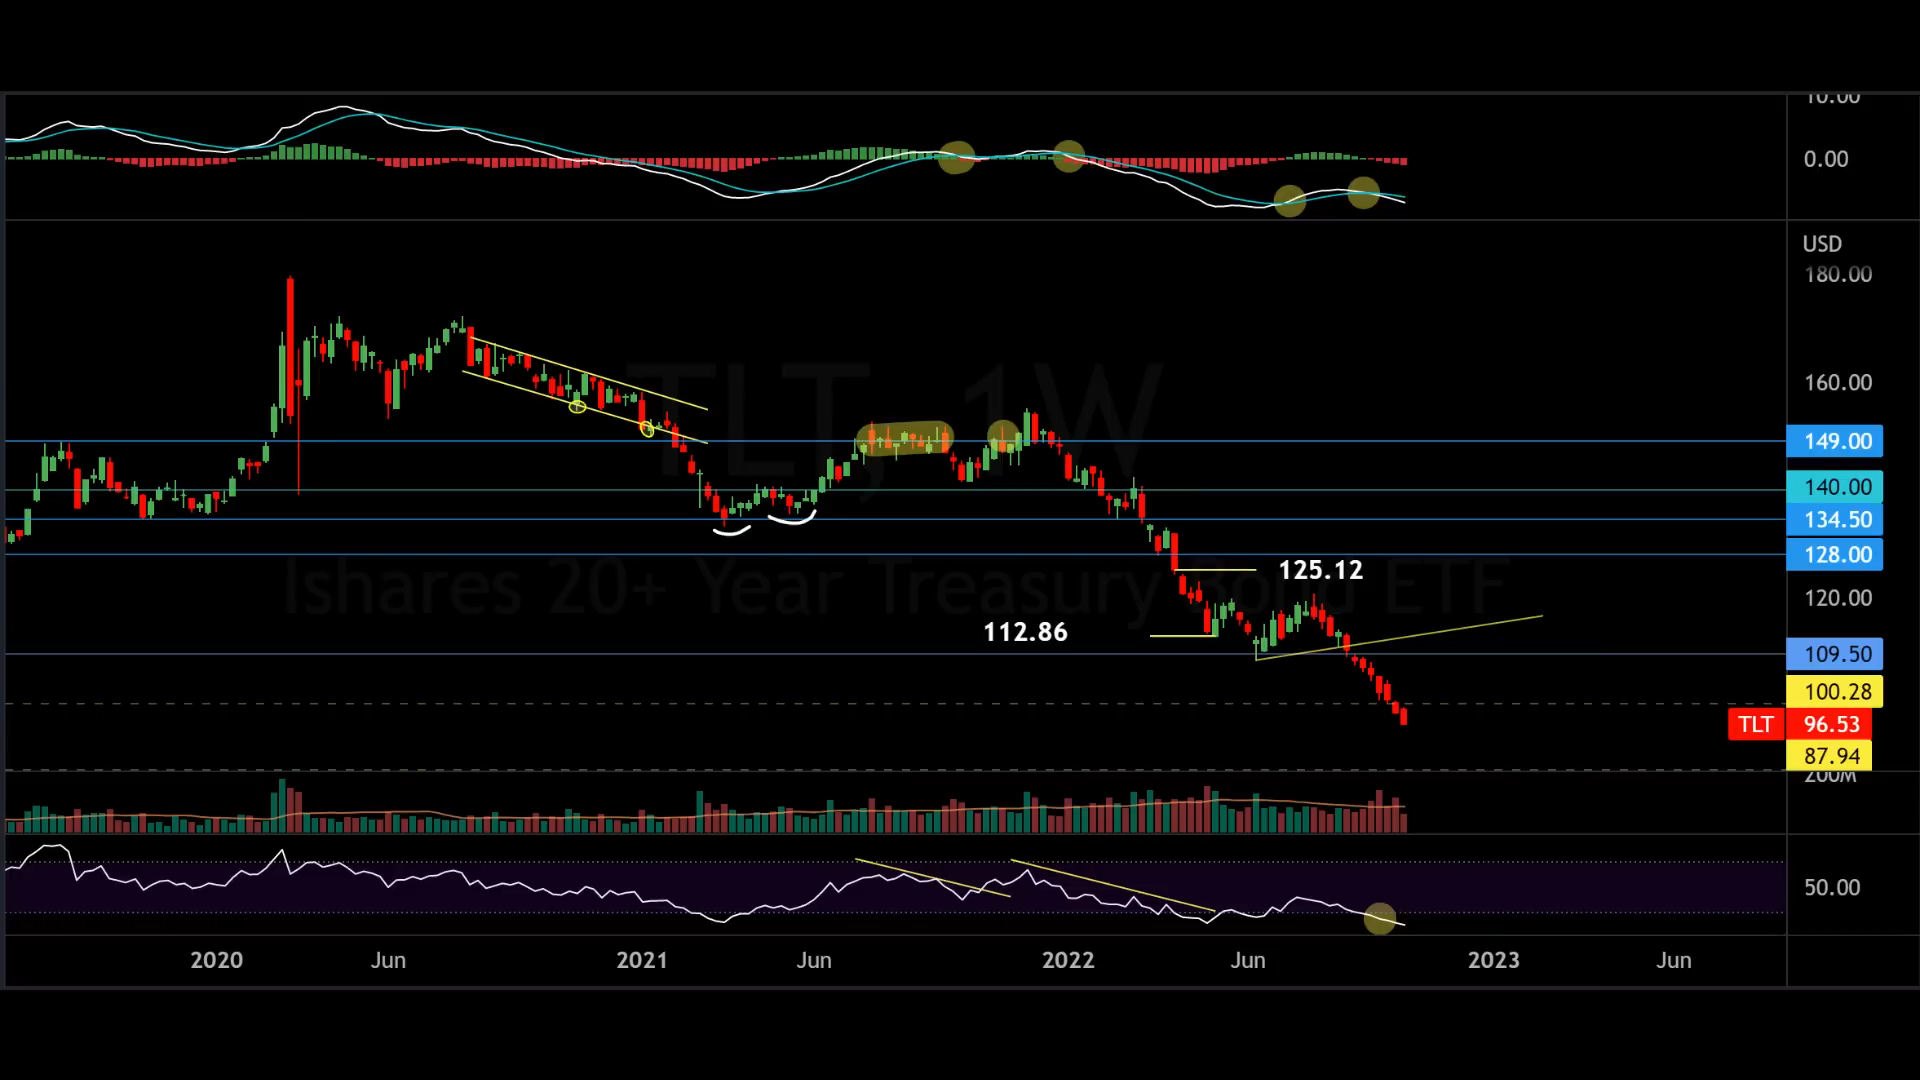 10.00
0.00
USD
180.00
160.00
149.00
140.00
134.50
128.00
120.00
109.50
100.28
TLT 96.53
87.94
200M
50.00
TLT, 1W
Ishares 20+ Year Treasury Bond ETF
125.12
112.86
2020 Jun 2021 Jun 2022 Jun 2023 Jun